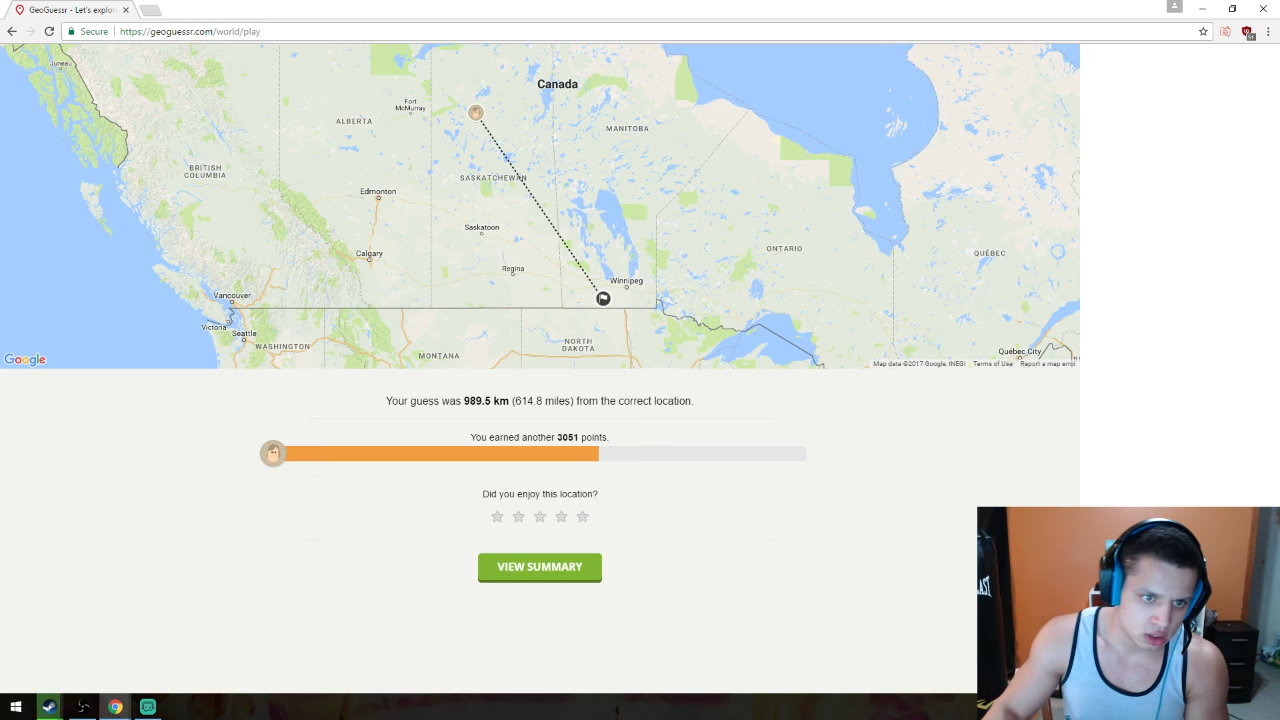 GeoGuessr - Let's explor
Secure
https://geoguessr.com/world/play
51
Juneau
Canada
Fort
McMurray
ALBERTA
MANITOBA
BRITISH
COLUMBIA
SASKATCHEWAN
Edmonton
Saskatoon
ONTARIO
QUÉBEC
Calgary
Regina
Winnipeg
Vancouver
Victoria
Seattle
WASHINGTON
MONTANA
NORTH
DAKOTA
Québec City
Google
Map data ©2017 Google, INEGI
Terms of Use
Report a map error
Your guess was 989.5 km (614.8 miles) from the correct location.
You earned another 3051 points.
Did you enjoy this location?
VIEW SUMMARY